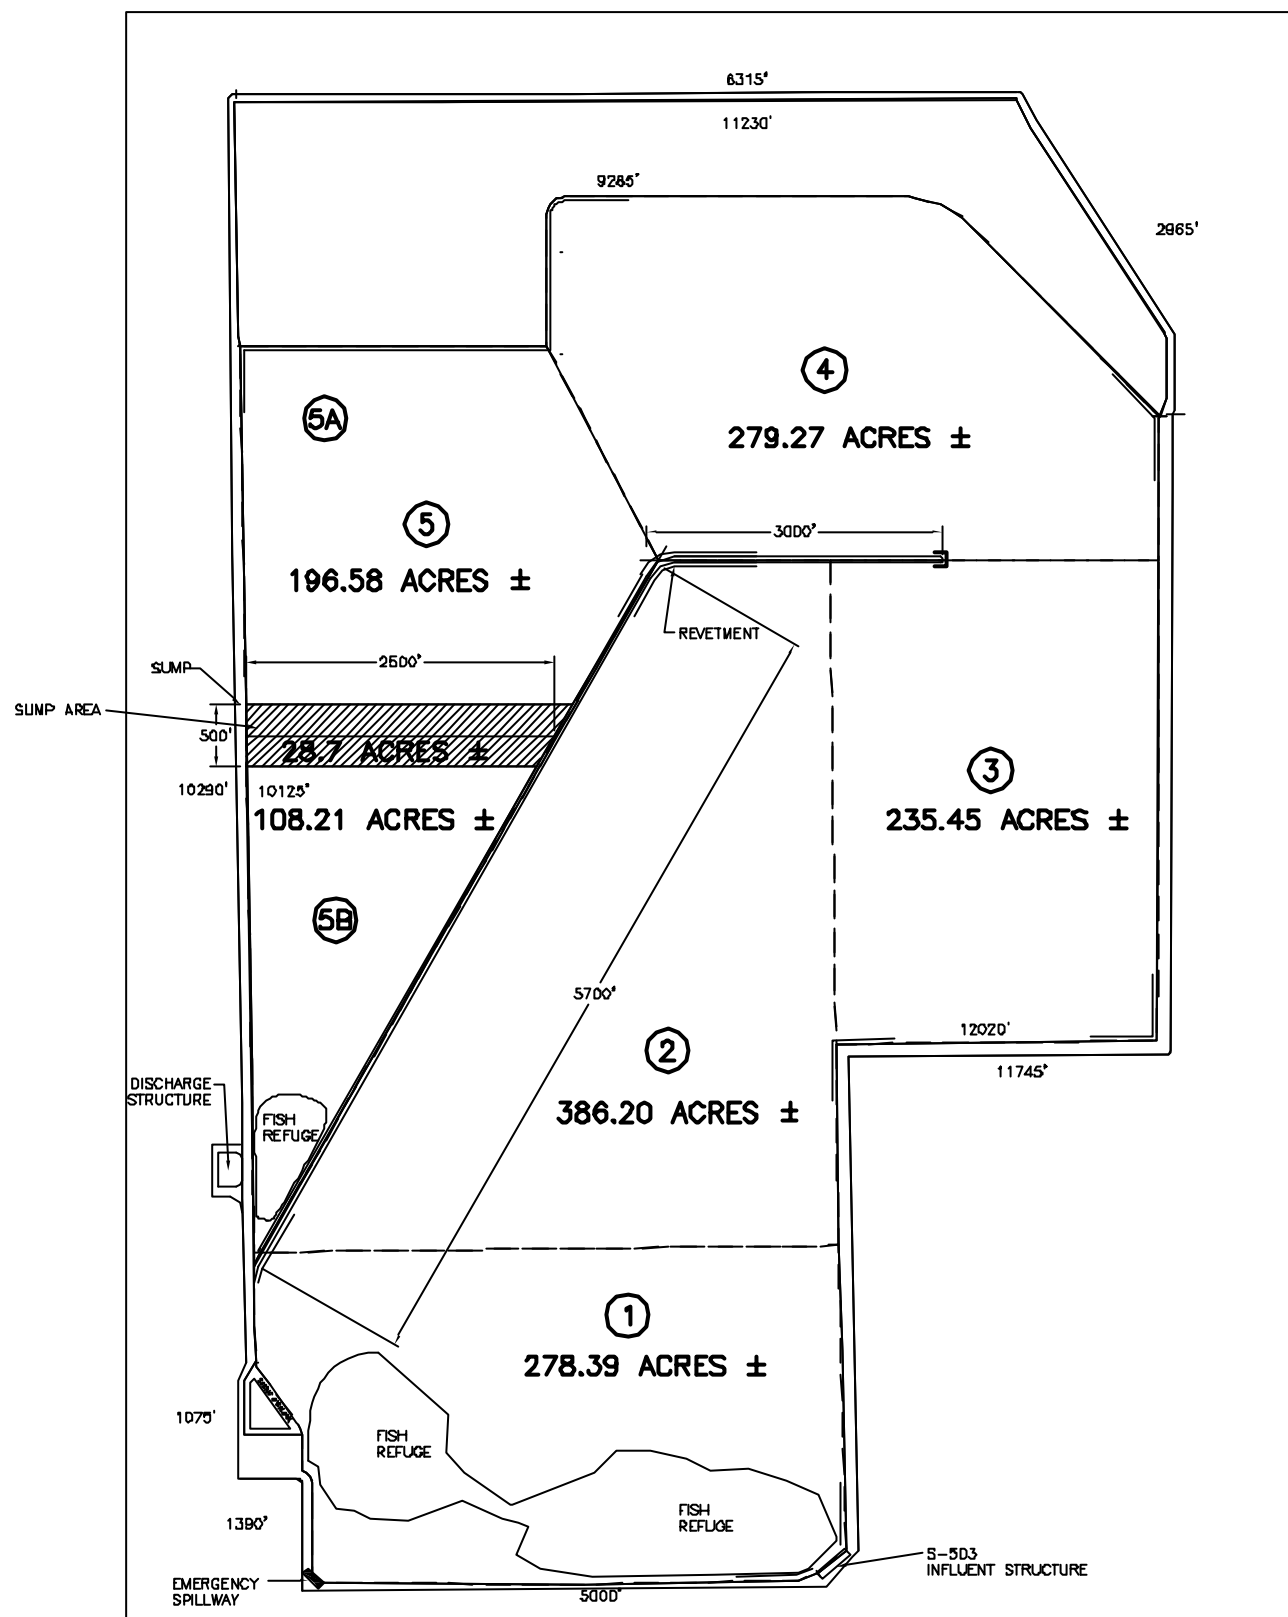 6315'
11230'
9285'
2965'
4
279.27 ACRES ±
5A
5
196.58 ACRES ±
3000'
REVETMENT
2600'
SUMP
SUMP AREA
500'
28.7 ACRES ±
10290'
10125'
108.21 ACRES ±
3
235.45 ACRES ±
5B
5700'
12020'
11745'
2
386.20 ACRES ±
DISCHARGE
STRUCTURE
FISH
REFUGE
1
278.39 ACRES ±
1075'
FISH
REFUGE
FISH
REFUGE
1390'
S-5D3
INFLUENT STRUCTURE
EMERGENCY
SPILLWAY
5000'